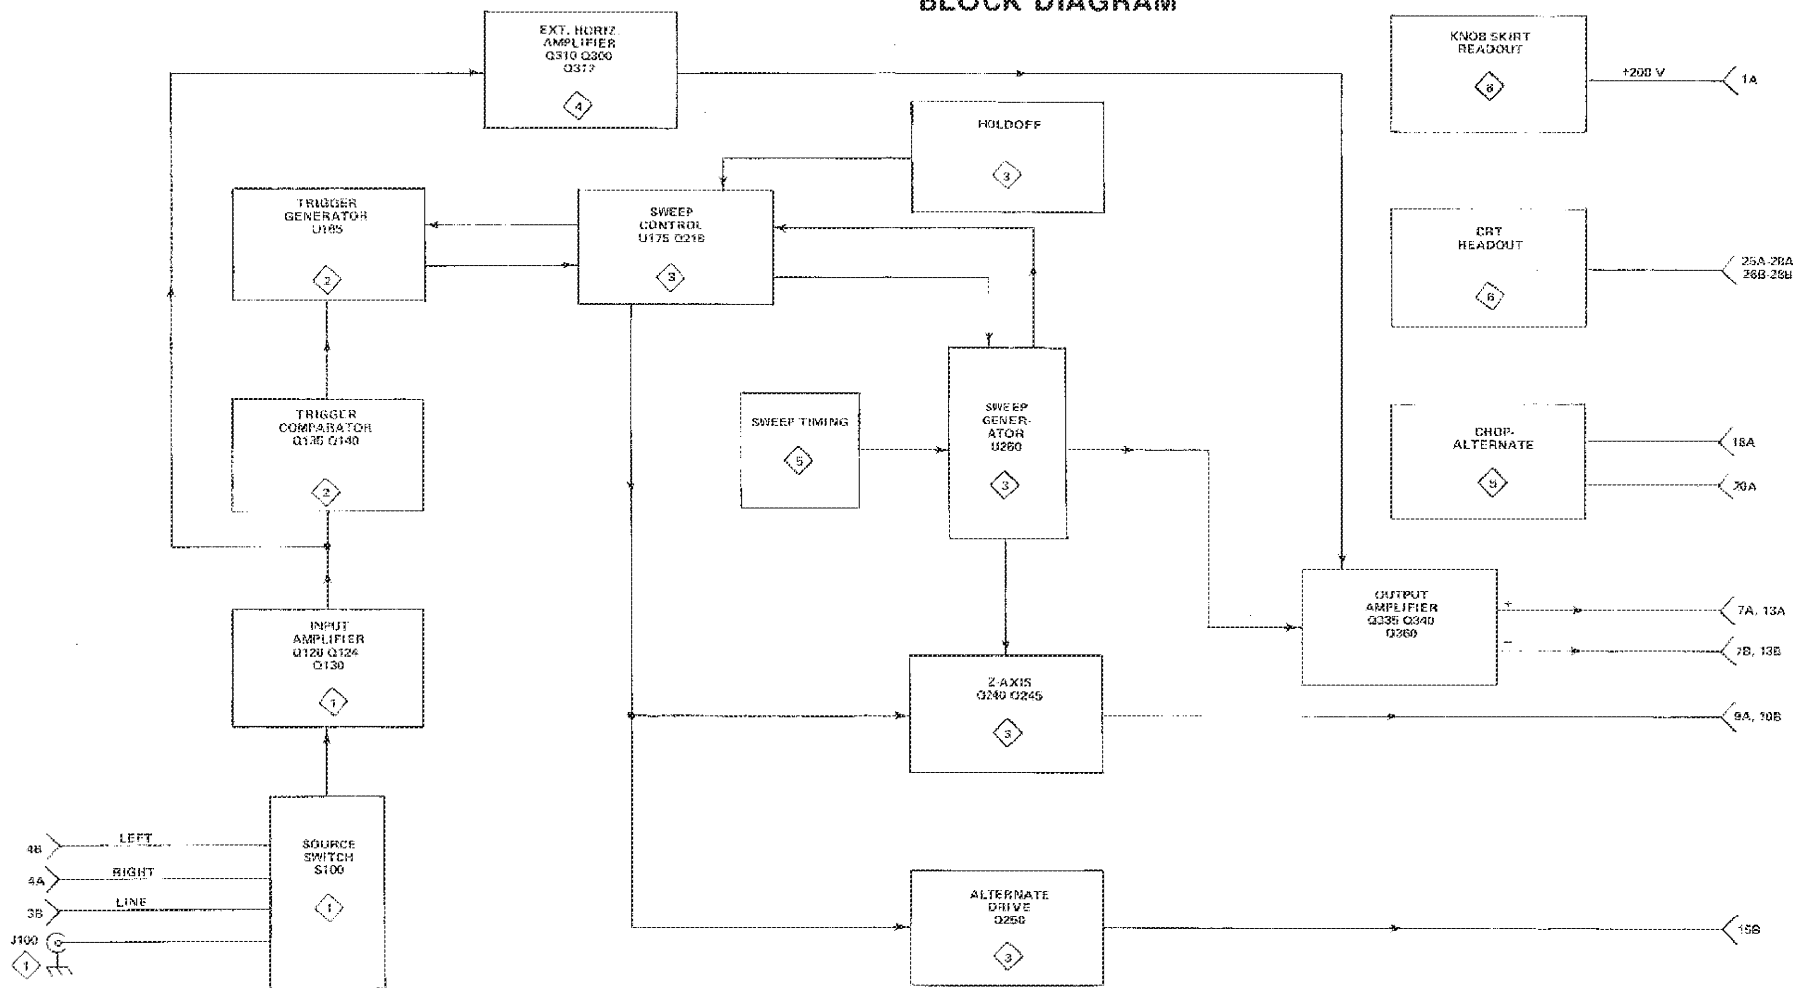 BLOCK DIAGRAM
EXT. HORIZ.
AMPLIFIER
Q310 Q300
Q312
4
KNOB SKIRT
READOUT
6
+200 V
1A
HOLDOFF
3
TRIGGER
GENERATOR
U165
2
SWEEP
CONTROL
U175 Q218
3
CRT
READOUT
6
25A-28A
26B-28B
TRIGGER
COMPARATOR
Q135 Q140
2
SWEEP TIMING
5
SWEEP
GENER-
ATOR
U260
3
CHOP-
ALTERNATE
5
18A
20A
INPUT
AMPLIFIER
Q120 Q124
Q130
1
OUTPUT
AMPLIFIER
Q335 Q340
Q360
+
7A, 13A
−
7B, 13B
Z-AXIS
Q240 Q245
3
9A, 10B
SOURCE
SWITCH
S100
1
4B
LEFT
4A
RIGHT
3B
LINE
J100
1
ALTERNATE
DRIVE
Q250
3
15B